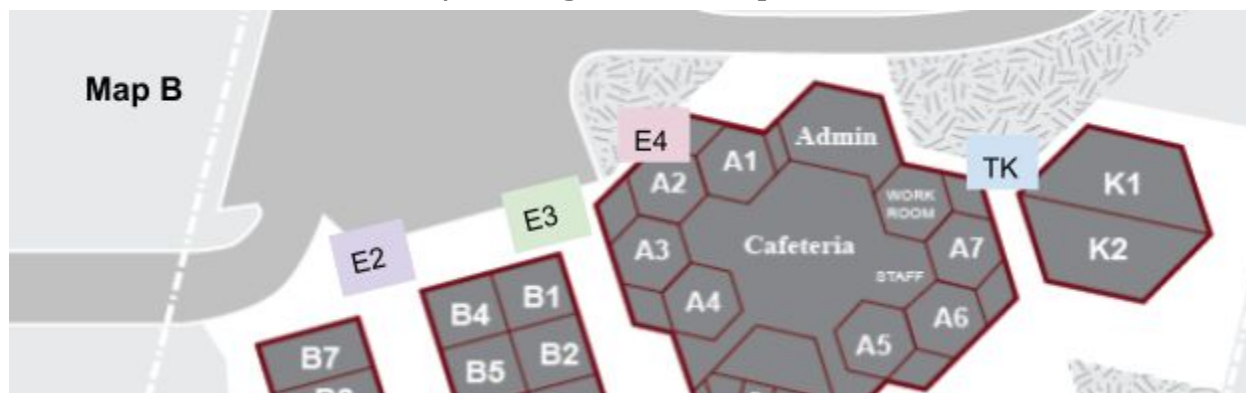 Map B
E4
A1
Admin
A2
TK
K1
WORK
ROOM
E3
E2
A3
Cafeteria
A7
K2
STAFF
A4
B4
B1
A5
A6
B7
B5
B2